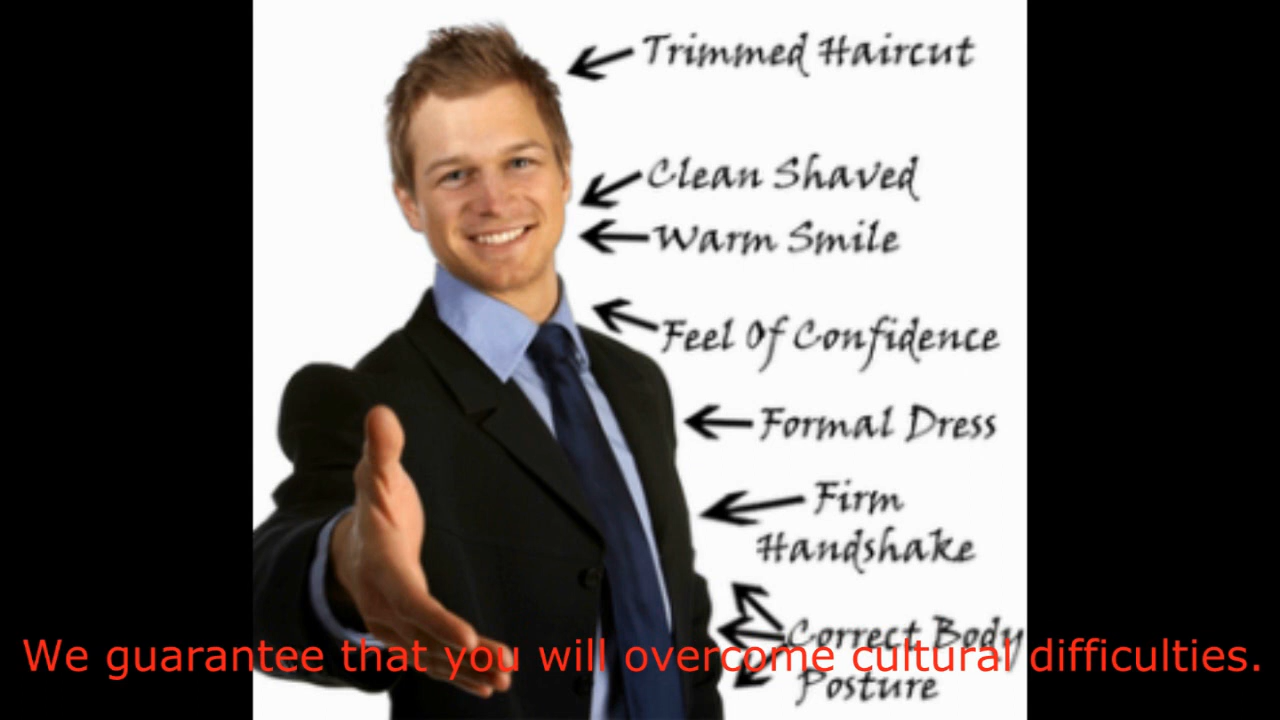 Trimmed Haircut
Clean Shaved
Warm Smile
Feel Of Confidence
Formal Dress
Firm
Handshake
Correct Body
Posture
We guarantee that you will overcome cultural difficulties.